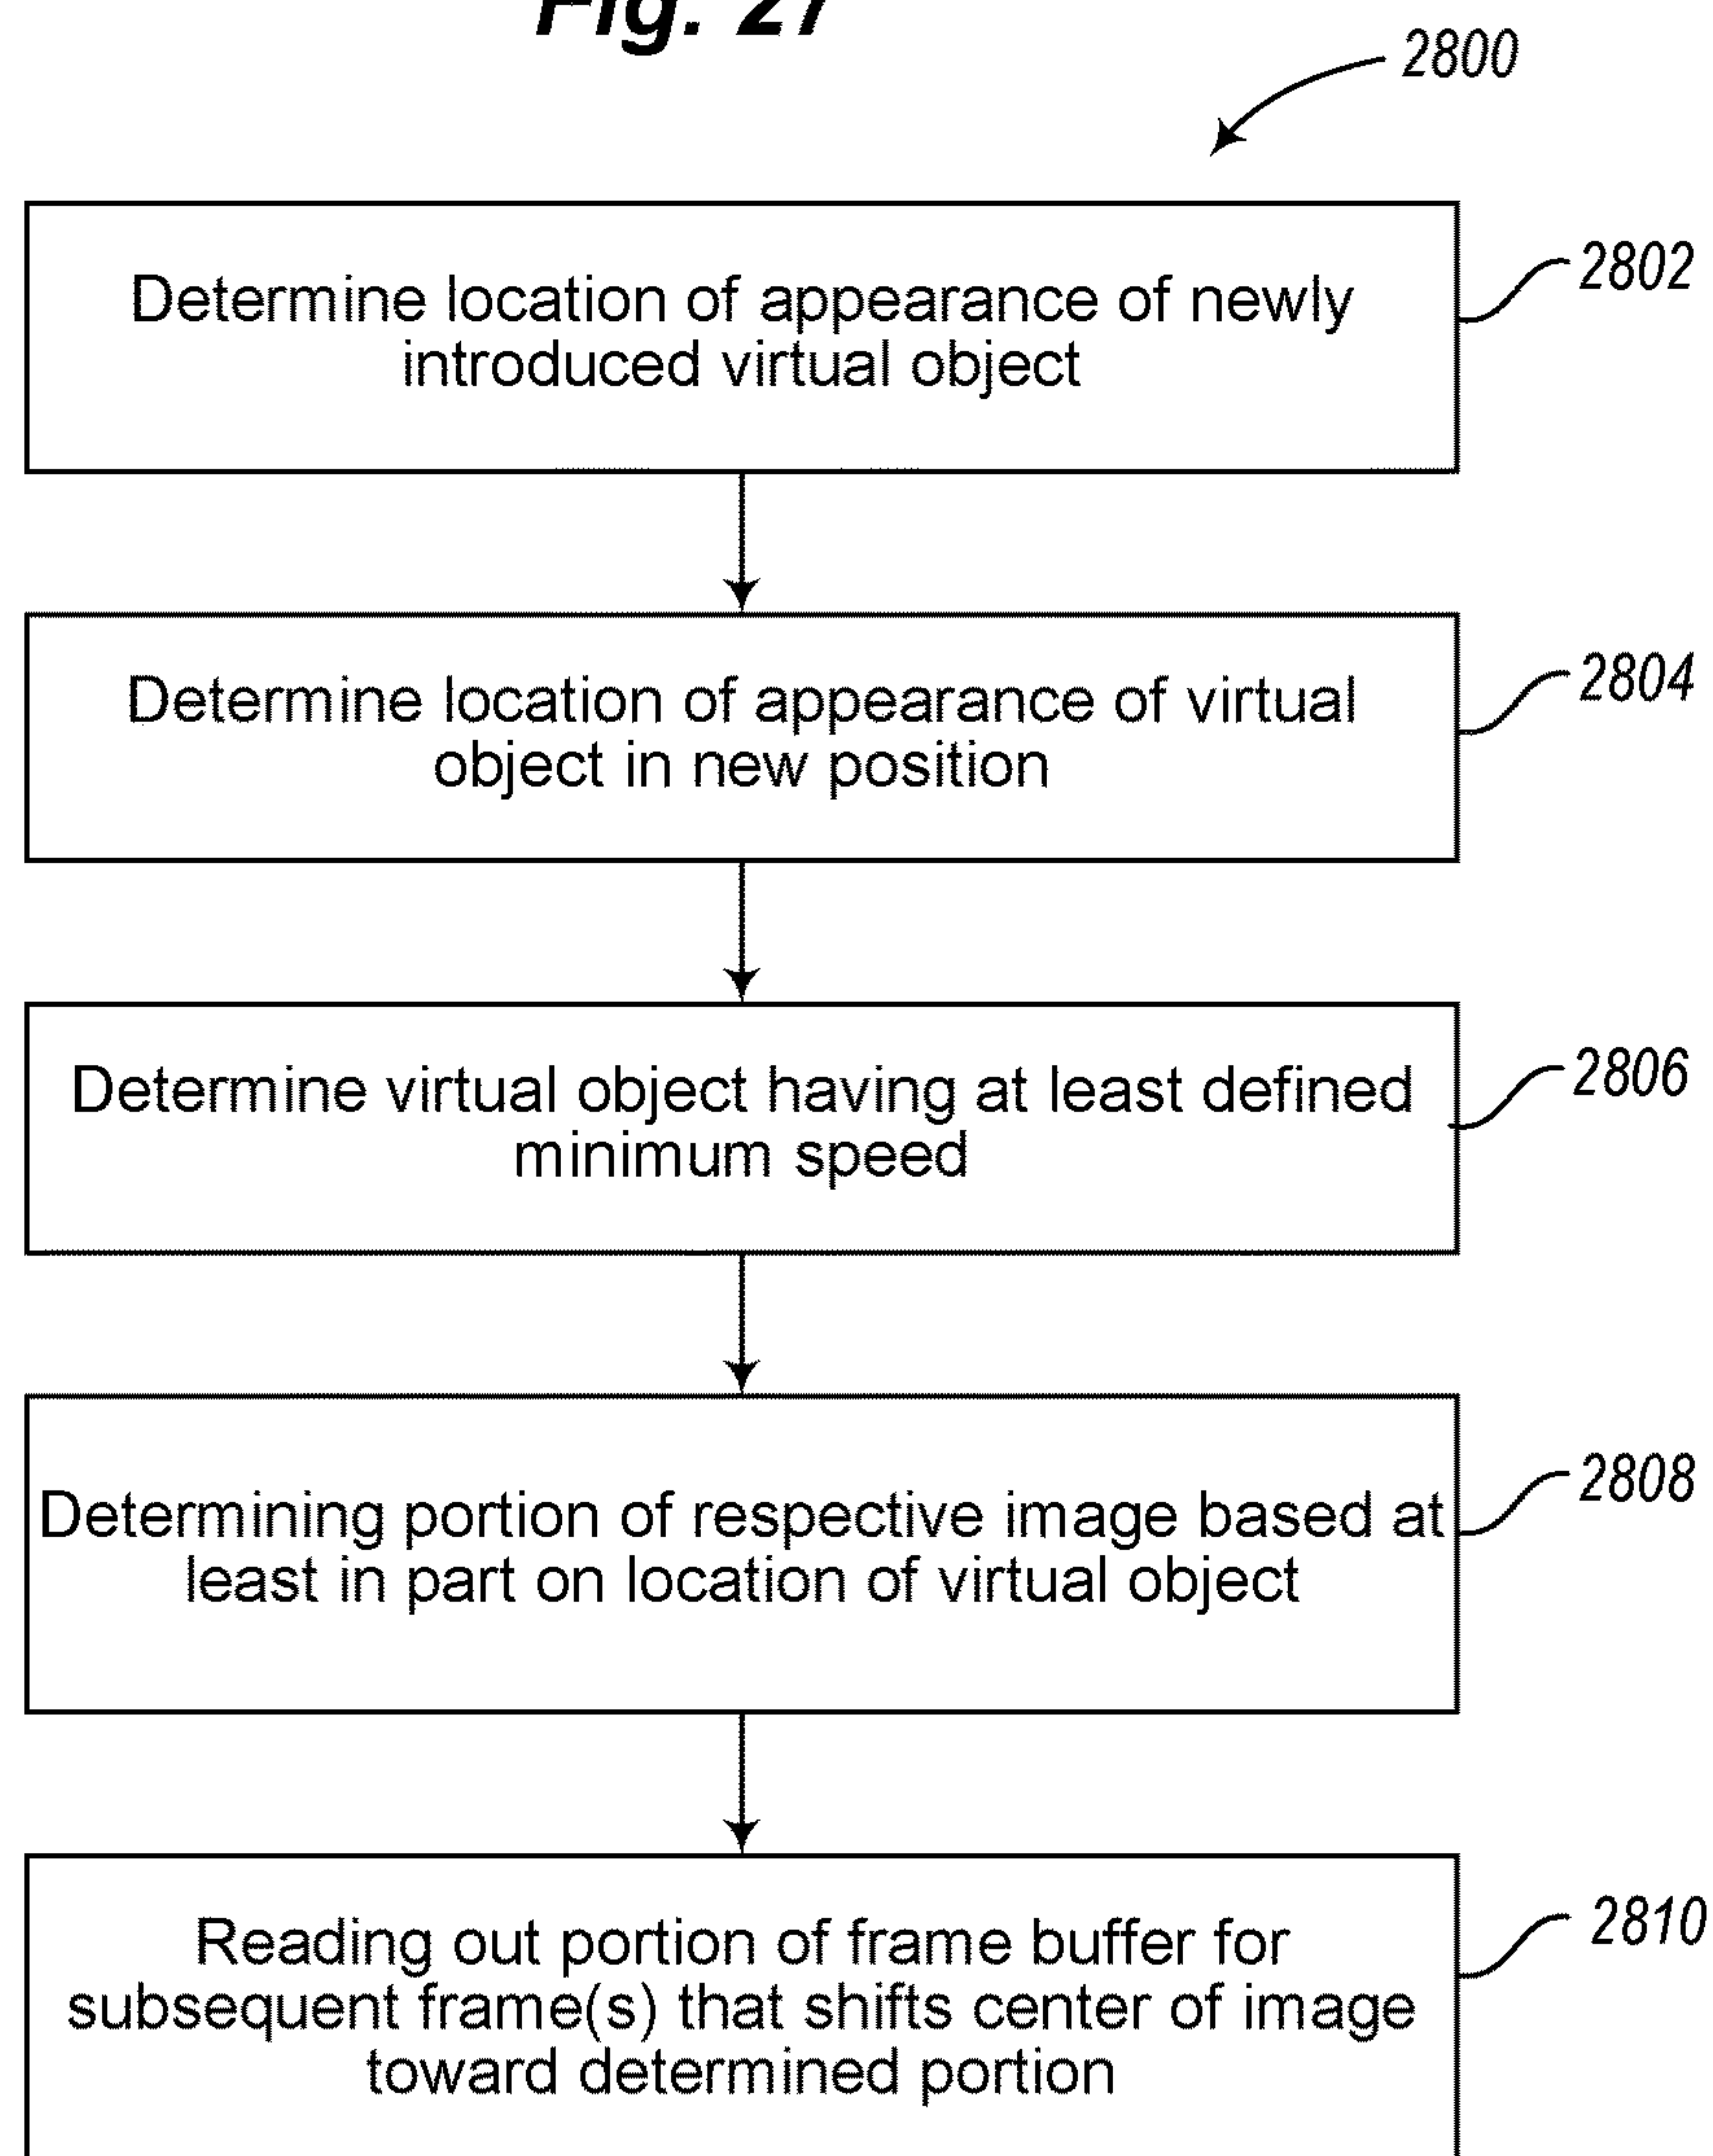 Fig. 27
2800
Determine location of appearance of newly
introduced virtual object
2802
Determine location of appearance of virtual
object in new position
2804
Determine virtual object having at least defined
minimum speed
2806
Determining portion of respective image based at
least in part on location of virtual object
2808
Reading out portion of frame buffer for
subsequent frame(s) that shifts center of image
toward determined portion
2810